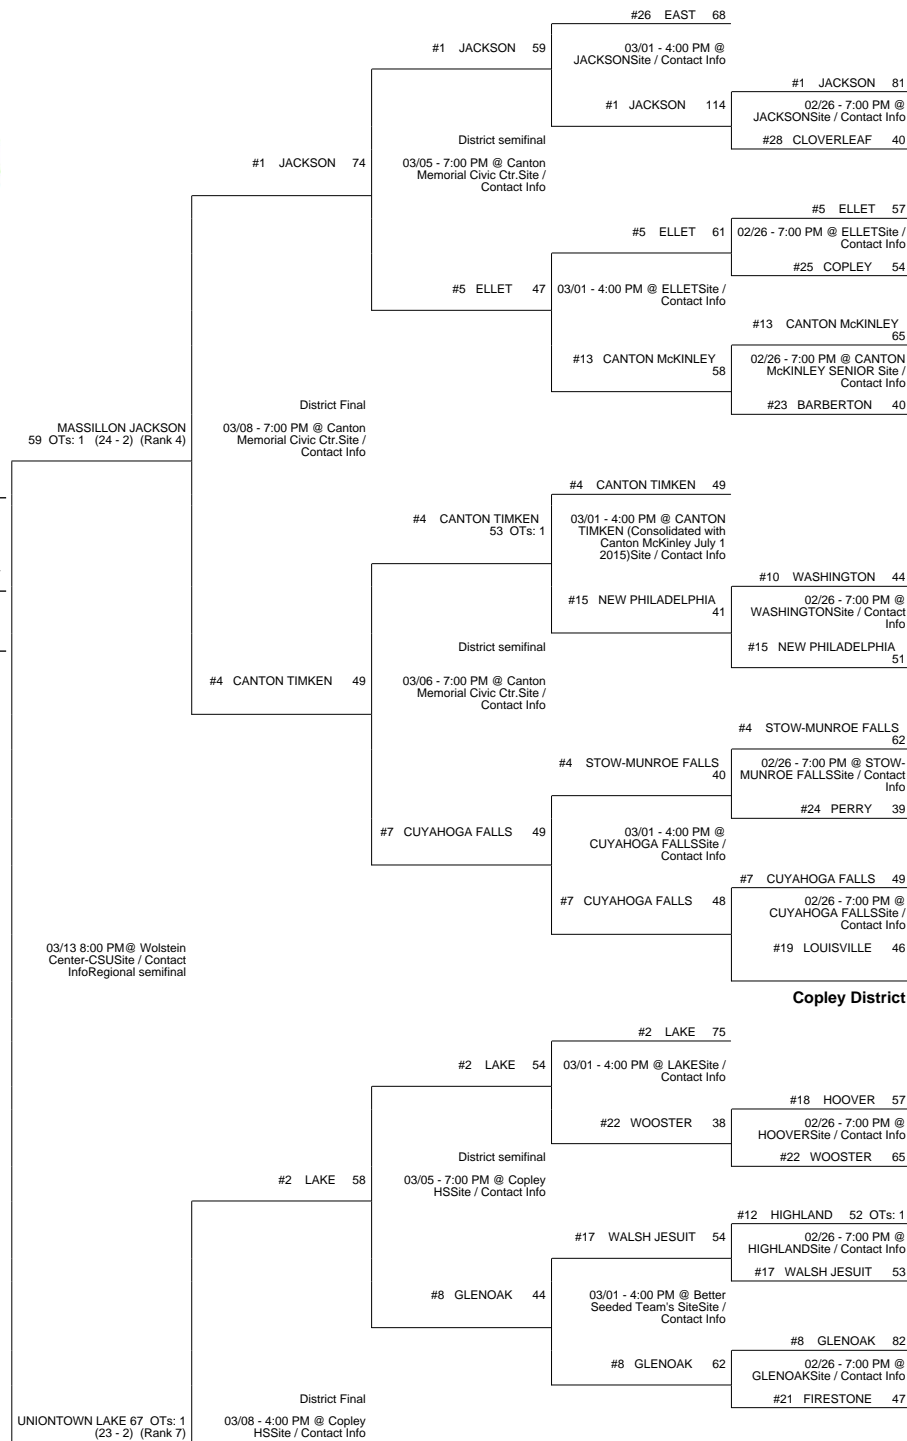 #26 EAST 68
#1 JACKSON 59
03/01 - 4:00 PM @
JACKSONSite / Contact Info
#1 JACKSON 81
#1 JACKSON 114
02/26 - 7:00 PM @
JACKSONSite / Contact Info
#28 CLOVERLEAF 40
District semifinal
#1 JACKSON 74
03/05 - 7:00 PM @ Canton
Memorial Civic Ctr.Site /
Contact Info
#5 ELLET 57
#5 ELLET 61
02/26 - 7:00 PM @ ELLETSite /
Contact Info
#25 COPLEY 54
#5 ELLET 47
03/01 - 4:00 PM @ ELLETSite /
Contact Info
#13 CANTON McKINLEY
65
#13 CANTON McKINLEY
58
02/26 - 7:00 PM @ CANTON
McKINLEY SENIOR Site /
Contact Info
#23 BARBERTON 40
District Final
03/08 - 7:00 PM @ Canton
Memorial Civic Ctr.Site /
Contact Info
MASSILLON JACKSON
59 OTs: 1 (24 - 2) (Rank 4)
#4 CANTON TIMKEN 49
#4 CANTON TIMKEN
53 OTs: 1
03/01 - 4:00 PM @ CANTON
TIMKEN (Consolidated with
Canton McKinley July 1
2015)Site / Contact Info
#10 WASHINGTON 44
#15 NEW PHILADELPHIA
41
02/26 - 7:00 PM @
WASHINGTONSite / Contact
Info
#15 NEW PHILADELPHIA
51
District semifinal
#4 CANTON TIMKEN 49
03/06 - 7:00 PM @ Canton
Memorial Civic Ctr.Site /
Contact Info
#4 STOW-MUNROE FALLS
62
#4 STOW-MUNROE FALLS
40
02/26 - 7:00 PM @ STOW-
MUNROE FALLSSite / Contact
Info
#24 PERRY 39
#7 CUYAHOGA FALLS 49
03/01 - 4:00 PM @
CUYAHOGA FALLSSite /
Contact Info
#7 CUYAHOGA FALLS 49
#7 CUYAHOGA FALLS 48
02/26 - 7:00 PM @
CUYAHOGA FALLSSite /
Contact Info
#19 LOUISVILLE 46
03/13 8:00 PM@ Wolstein
Center-CSUSite / Contact
InfoRegional semifinal
Copley District
#2 LAKE 75
#2 LAKE 54
03/01 - 4:00 PM @ LAKESite /
Contact Info
#18 HOOVER 57
#22 WOOSTER 38
02/26 - 7:00 PM @
HOOVERSite / Contact Info
#22 WOOSTER 65
District semifinal
#2 LAKE 58
03/05 - 7:00 PM @ Copley
HSSite / Contact Info
#12 HIGHLAND 52 OTs: 1
#17 WALSH JESUIT 54
02/26 - 7:00 PM @
HIGHLANDSite / Contact Info
#17 WALSH JESUIT 53
#8 GLENOAK 44
03/01 - 4:00 PM @ Better
Seeded Team's SiteSite /
Contact Info
#8 GLENOAK 82
#8 GLENOAK 62
02/26 - 7:00 PM @
GLENOAKSite / Contact Info
#21 FIRESTONE 47
District Final
UNIONTOWN LAKE 67 OTs: 1
(23 - 2) (Rank 7)
03/08 - 4:00 PM @ Copley
HSSite / Contact Info